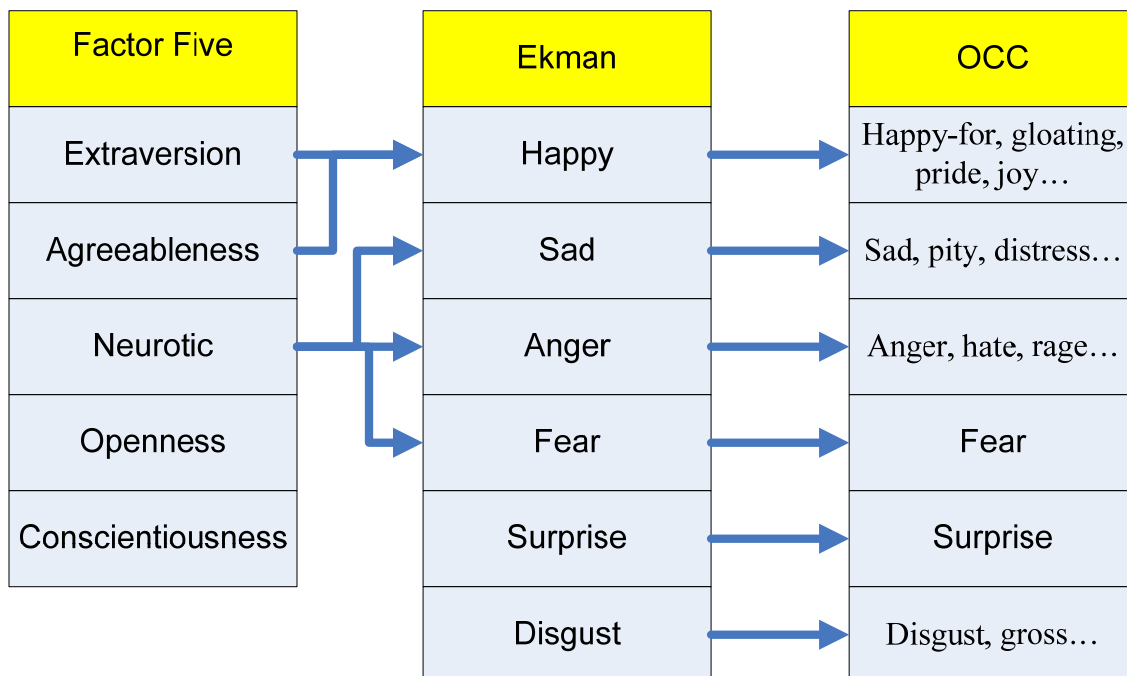 Factor Five
Extraversion
Agreeableness
Neurotic
Openness
Conscientiousness
Ekman
Happy
Sad
Anger
Fear
Surprise
Disgust
OCC
Happy-for, gloating,
pride, joy…
Sad, pity, distress…
Anger, hate, rage…
Fear
Surprise
Disgust, gross…